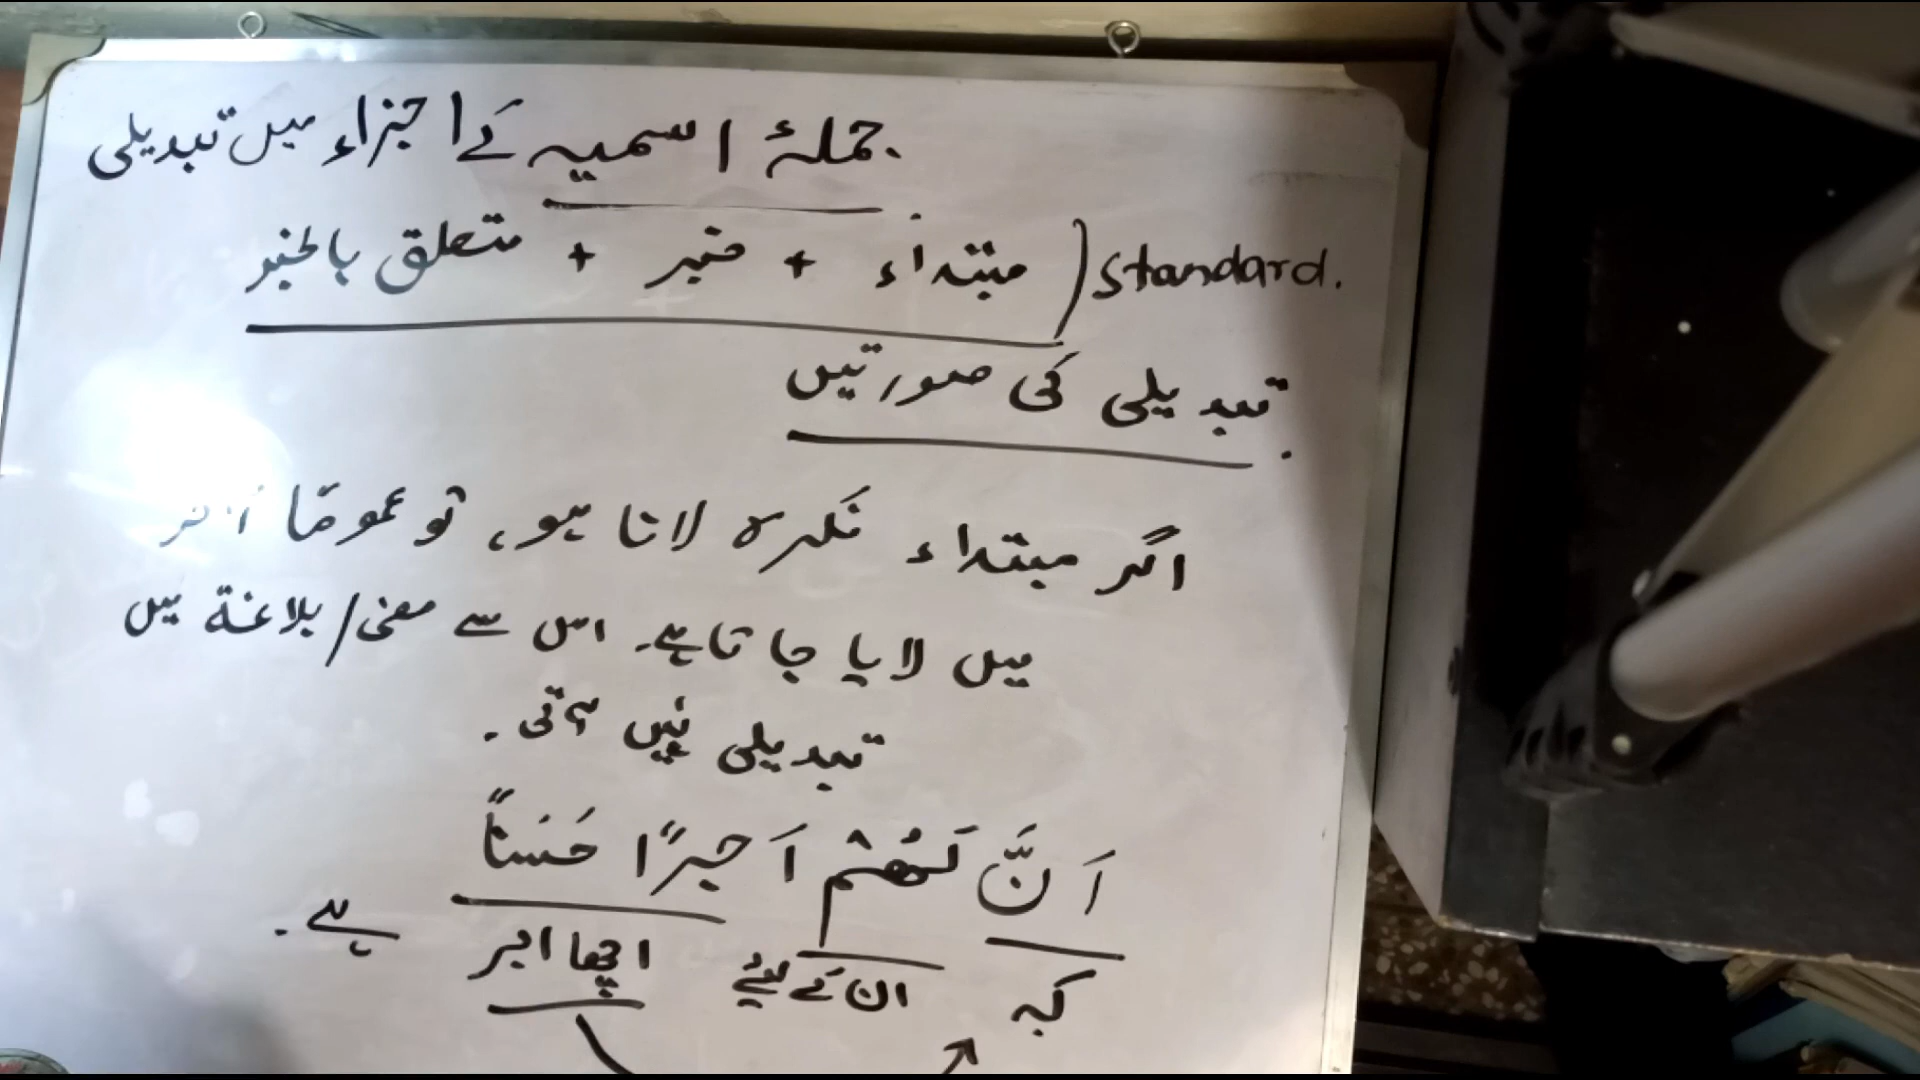 جملۂ اسمیہ کے اجزاء میں تبدیلی
Standard. ) مبتداء + خبر + متعلق بالخبر
تبدیلی کی صورتیں
اگر مبتداء نکرہ لانا ہو، تو عموماً آخر
میں لایا جاتا ہے۔ اس سے معنی/بلاغة میں
تبدیلی نہیں ہوتی۔
اَنَّ لَهُمْ اَجْرًا حَسَنًا
کہ ان کے لیٔے اچھا اجر ہے۔